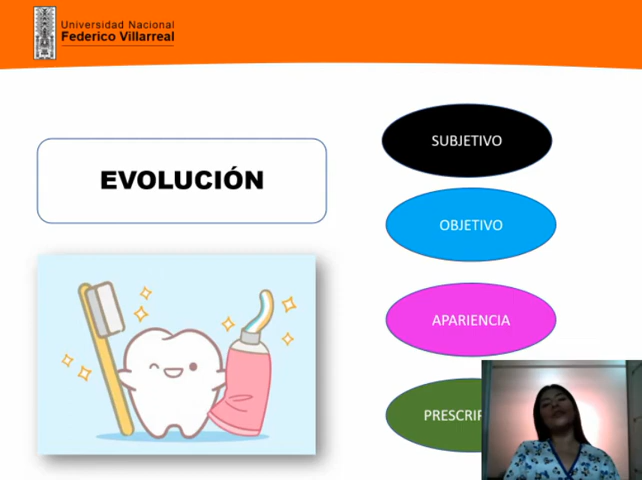 Universidad Nacional
Federico Villarreal
EVOLUCIÓN
SUBJETIVO
OBJETIVO
APARIENCIA